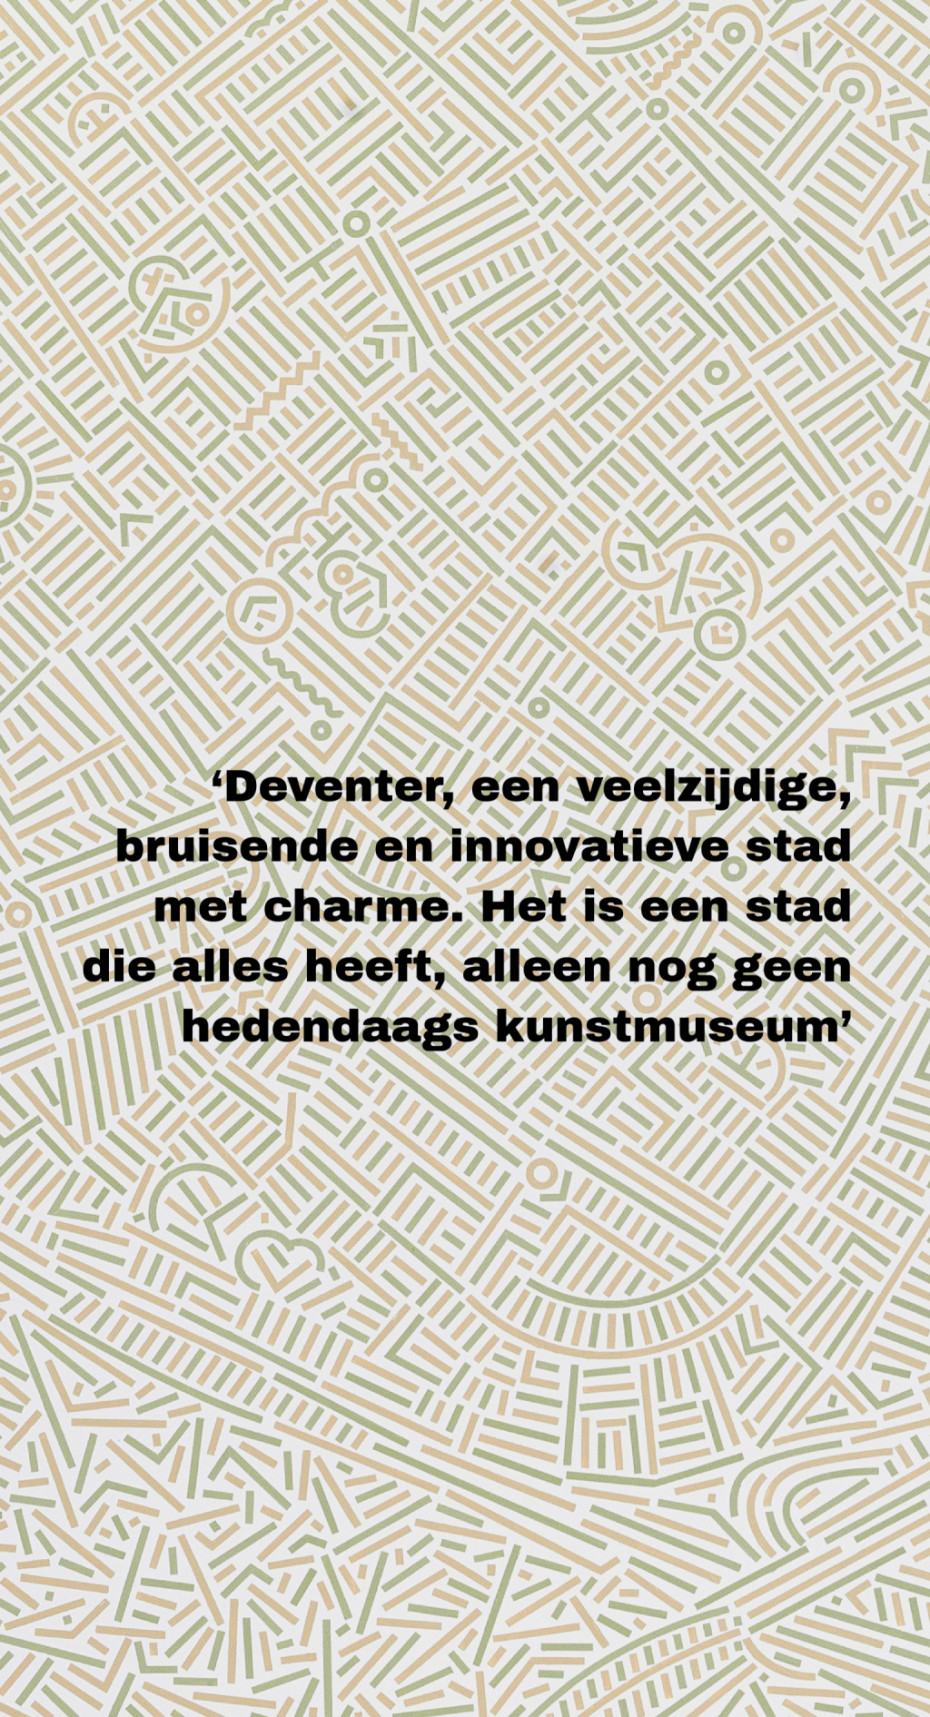 ‘Deventer, een veelzijdige,
bruisende en innovatieve stad
met charme. Het is een stad
die alles heeft, alleen nog geen
hedendaags kunstmuseum’